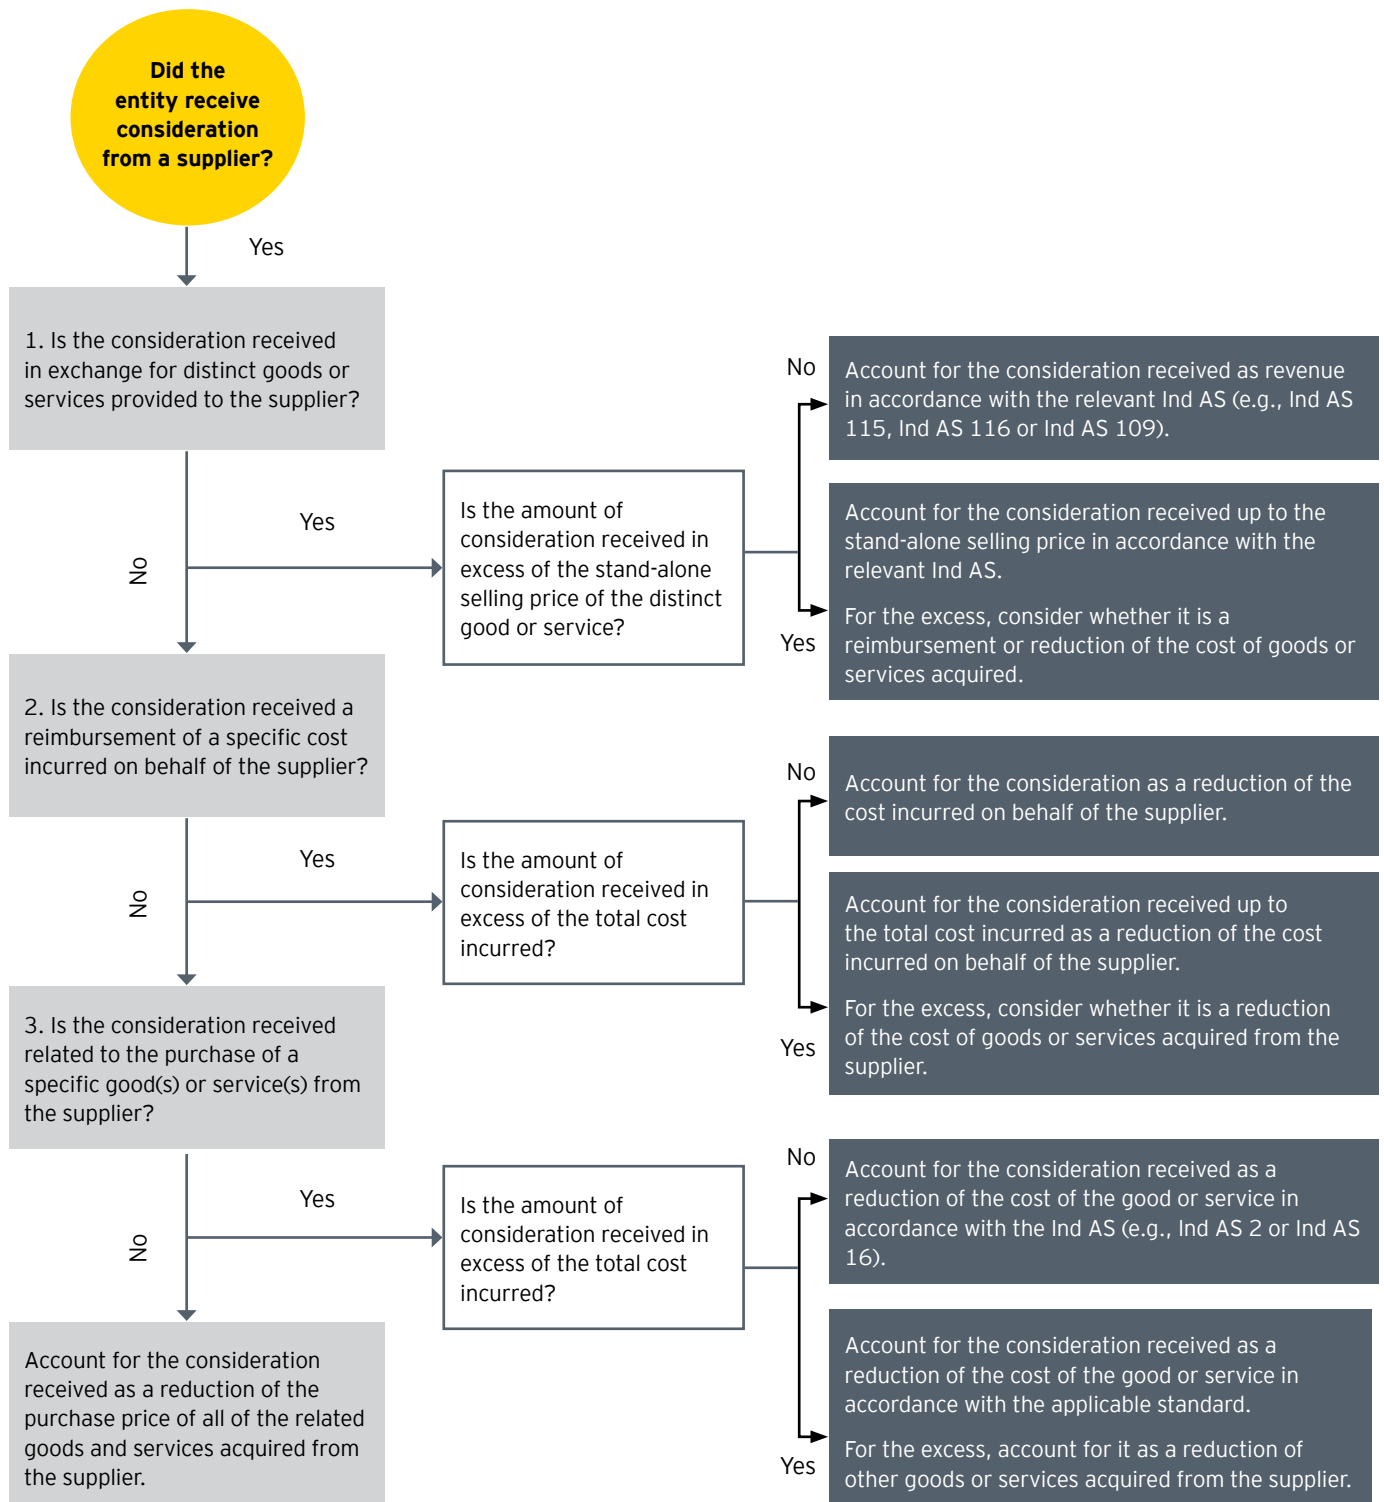 Did the
entity receive
consideration
from a supplier?
Yes
1. Is the consideration received
in exchange for distinct goods or
services provided to the supplier?
Yes
No
Is the amount of
consideration received in
excess of the stand-alone
selling price of the distinct
good or service?
No
Account for the consideration received as revenue
in accordance with the relevant Ind AS (e.g., Ind AS
115, Ind AS 116 or Ind AS 109).
Yes
Account for the consideration received up to the
stand-alone selling price in accordance with the
relevant Ind AS.
For the excess, consider whether it is a
reimbursement or reduction of the cost of goods or
services acquired.
2. Is the consideration received a
reimbursement of a specific cost
incurred on behalf of the supplier?
Yes
No
Is the amount of
consideration received in
excess of the total cost
incurred?
No
Account for the consideration as a reduction of the
cost incurred on behalf of the supplier.
Yes
Account for the consideration received up to
the total cost incurred as a reduction of the cost
incurred on behalf of the supplier.
For the excess, consider whether it is a reduction
of the cost of goods or services acquired from the
supplier.
3. Is the consideration received
related to the purchase of a
specific good(s) or service(s) from
the supplier?
Yes
No
Is the amount of
consideration received in
excess of the total cost
incurred?
No
Account for the consideration received as a
reduction of the cost of the good or service in
accordance with the Ind AS (e.g., Ind AS 2 or Ind AS
16).
Yes
Account for the consideration received as a
reduction of the cost of the good or service in
accordance with the applicable standard.
For the excess, account for it as a reduction of
other goods or services acquired from the supplier.
Account for the consideration
received as a reduction of the
purchase price of all of the related
goods and services acquired from
the supplier.